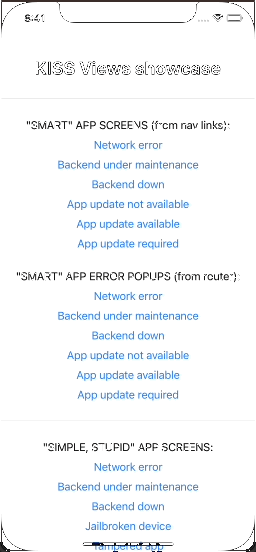 9:41
KISS Views showcase
"SMART" APP SCREENS (from nav links):
Network error
Backend under maintenance
Backend down
App update not available
App update available
App update required
"SMART" APP ERROR POPUPS (from router):
Network error
Backend under maintenance
Backend down
App update not available
App update available
App update required
"SIMPLE, STUPID" APP SCREENS:
Network error
Backend under maintenance
Backend down
Jailbroken device
Tampered app